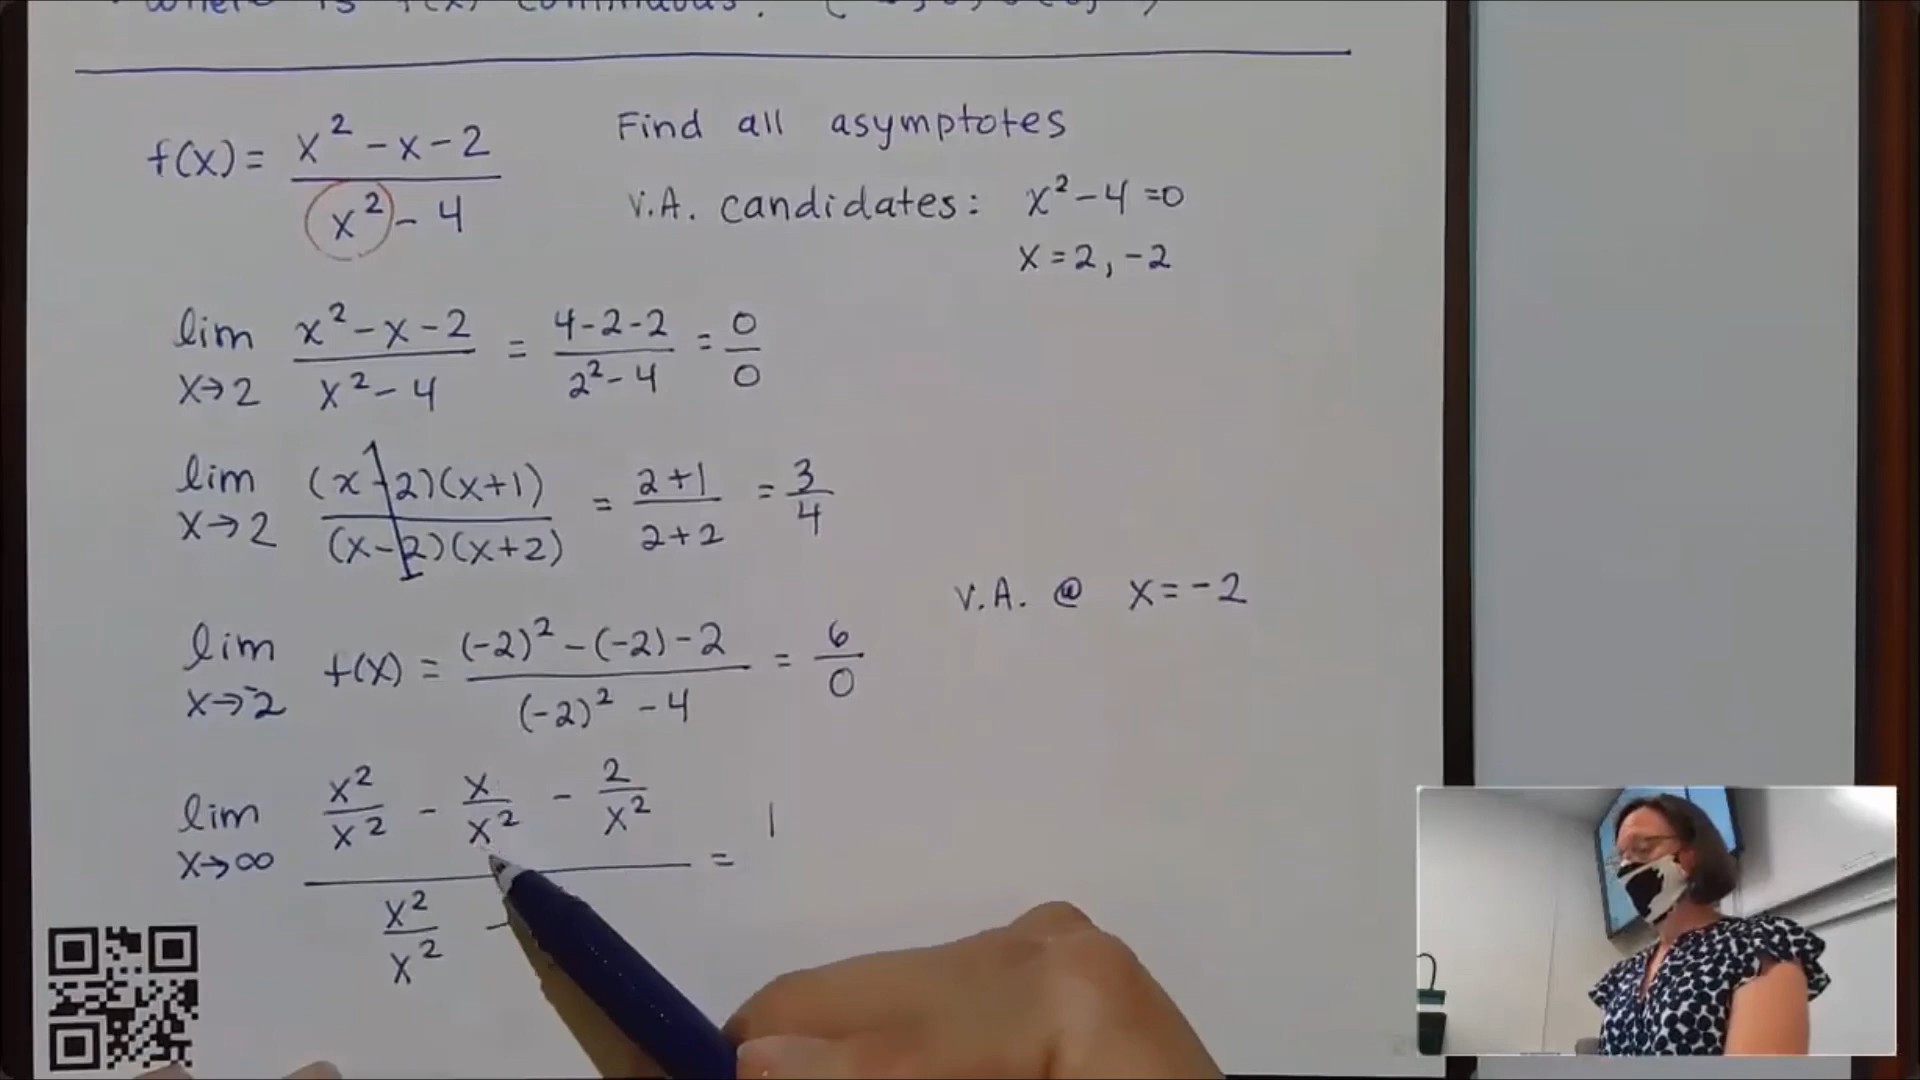 is f(x) continuous?
f(x) = x² - x - 2 / x² - 4
Find all asymptotes
V.A. candidates: x² - 4 = 0
x = 2, -2
lim x→2 x² - x - 2 / x² - 4 = 4 - 2 - 2 / 2² - 4 = 0/0
lim x→2 (x-2)(x+1) / (x-2)(x+2) = 2+1 / 2+2 = 3/4
V.A. @ x = -2
lim x→-2 f(x) = (-2)² - (-2) - 2 / (-2)² - 4 = 6/0
lim x→∞ x²/x² - x/x² - 2/x² / x²/x² - = 1